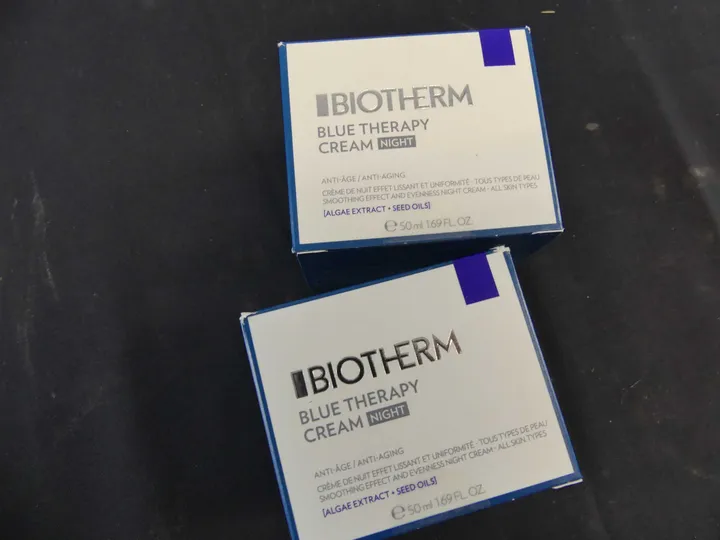 BIOTHERM
BLUE THERAPY
CREAM NIGHT
ANTI-ÂGE / ANTI-AGING
CRÈME DE NUIT EFFET LISSANT ET UNIFORMITÉ · TOUS TYPES DE PEAU
SMOOTHING EFFECT AND EVENNESS NIGHT CREAM · ALL SKIN TYPES
[ALGAE EXTRACT • SEED OILS]
℮ 50 ml 1.69 FL. OZ.
BIOTHERM
BLUE THERAPY
CREAM NIGHT
ANTI-ÂGE / ANTI-AGING
CRÈME DE NUIT EFFET LISSANT ET UNIFORMITÉ · TOUS TYPES DE PEAU
SMOOTHING EFFECT AND EVENNESS NIGHT CREAM · ALL SKIN TYPES
[ALGAE EXTRACT • SEED OILS]
℮ 50 ml 1.69 FL. OZ.